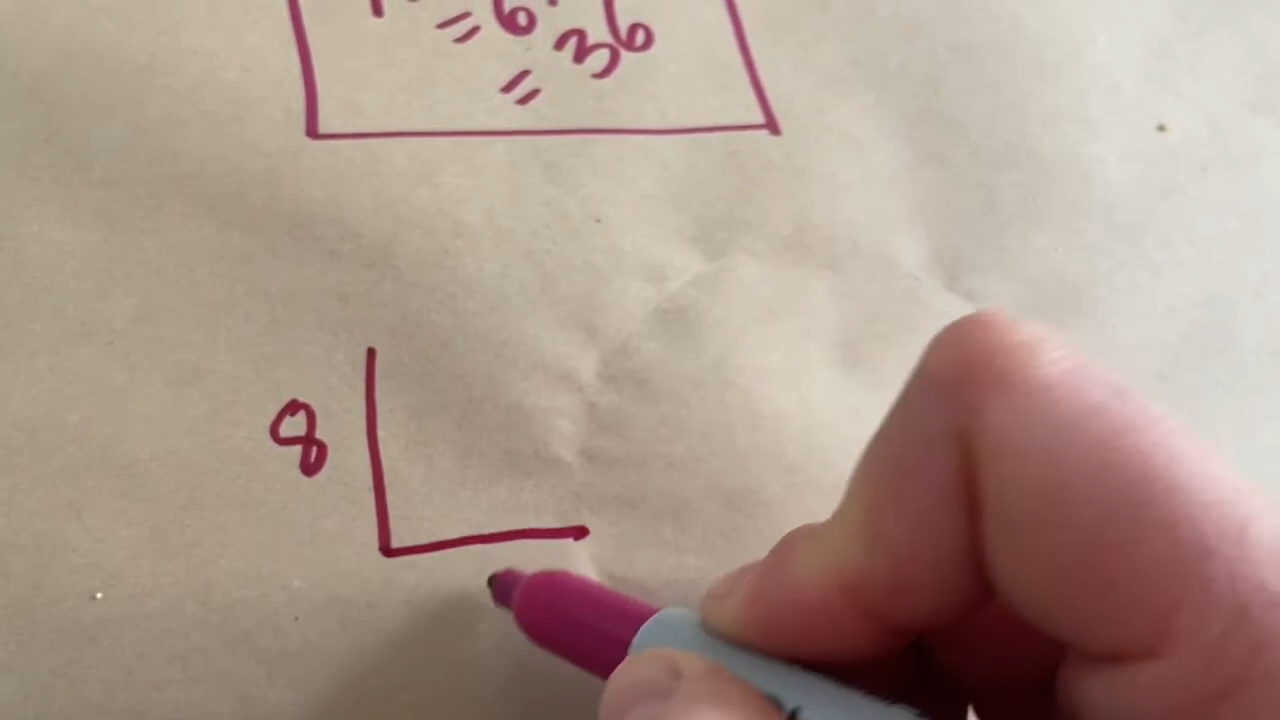 = 6.
= 36
8